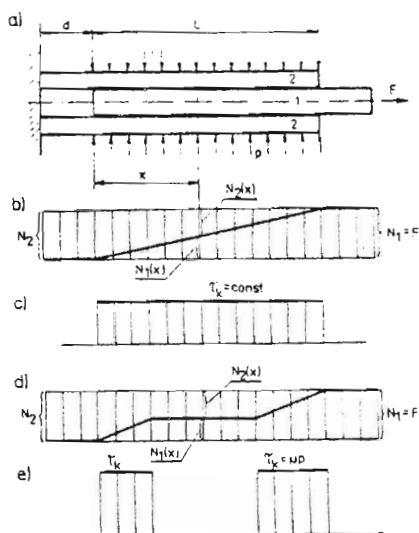 a)
d
L
2
1
F
2
p
x
b)
N₂(x)
N₂
N₁(x)
N₁=F
c)
τₖ=const
d)
N₂(x)
N₂
N₁(x)
N₁=F
e)
τₖ
τₖ=μp